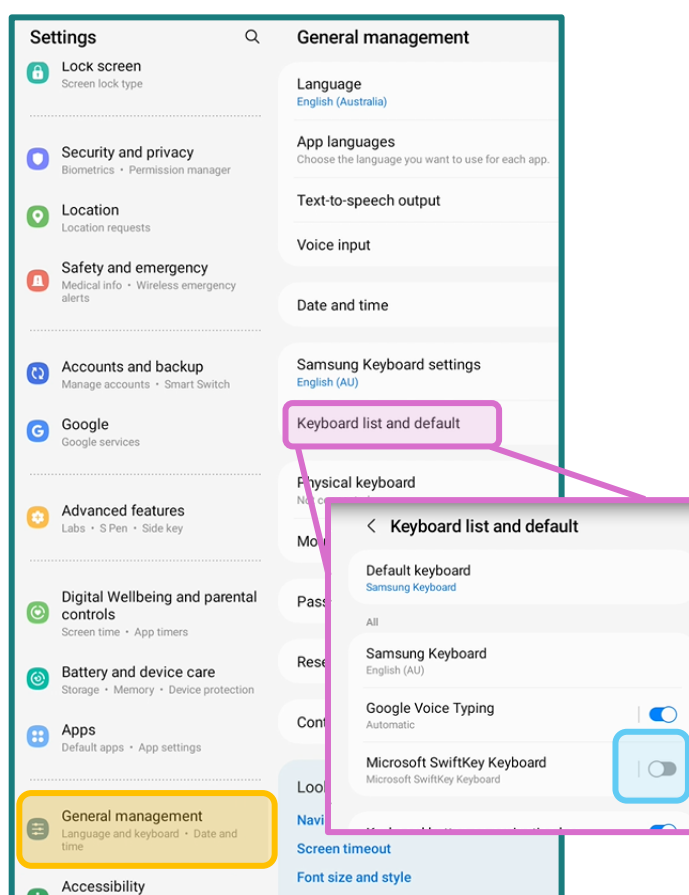 Settings
Lock screen
Screen lock type
Security and privacy
Biometrics • Permission manager
Location
Location requests
Safety and emergency
Medical info • Wireless emergency
alerts
Accounts and backup
Manage accounts • Smart Switch
Google
Google services
Advanced features
Labs • S Pen • Side key
Digital Wellbeing and parental
controls
Screen time • App timers
Battery and device care
Storage • Memory • Device protection
Apps
Default apps • App settings
General management
Language and keyboard • Date and
time
Accessibility
General management
Language
English (Australia)
App languages
Choose the language you want to use for each app.
Text-to-speech output
Voice input
Date and time
Samsung Keyboard settings
English (AU)
Keyboard list and default
Physical keyboard
Screen timeout
Font size and style
Keyboard list and default
Default keyboard
Samsung Keyboard
All
Samsung Keyboard
English (AU)
Google Voice Typing
Automatic
Microsoft SwiftKey Keyboard
Microsoft SwiftKey Keyboard